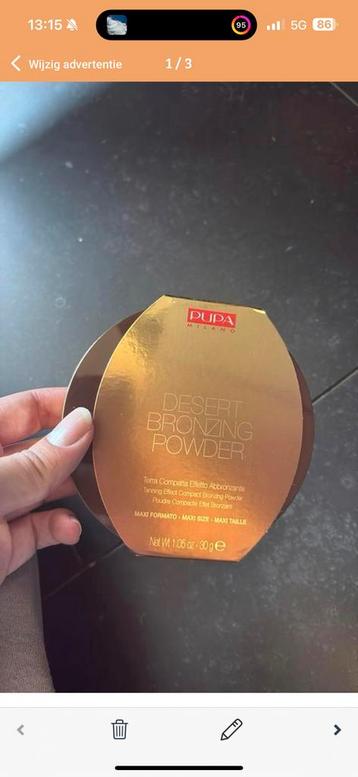 13:15
95
5G
86
Wijzig advertentie
1 / 3
PUPA
MILANO
DESERT
BRONZING
POWDER
Terra Compatta Effetto Abbronzante
Tanning Effect Compact Bronzing Powder
Poudre Compacte Effet Bronzant
MAXI FORMATO - MAXI SIZE - MAXI TAILLE
Net Wt 1.05 oz - 30 g ℮